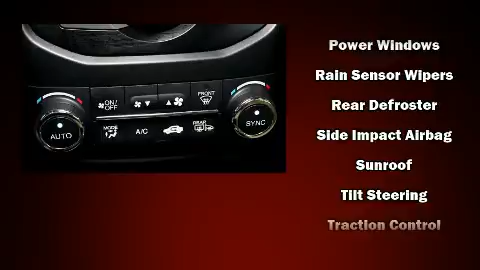 ON/
OFF
FRONT
AUTO
MODE
A/C
REAR
SYNC
Power Windows
Rain Sensor Wipers
Rear Defroster
Side Impact Airbag
Sunroof
Tilt Steering
Traction Control